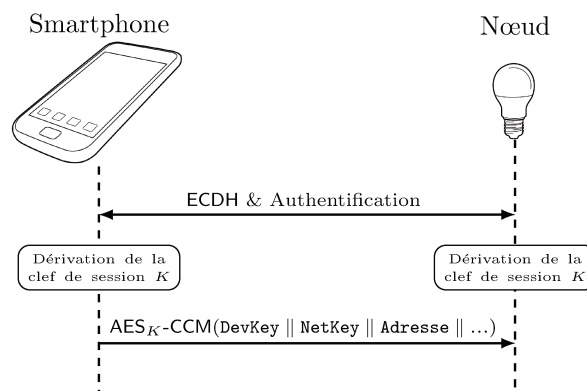 Smartphone
Nœud
ECDH & Authentification
Dérivation de la
clef de session K
Dérivation de la
clef de session K
AES_K-CCM(DevKey ∥ NetKey ∥ Adresse ∥ ...)